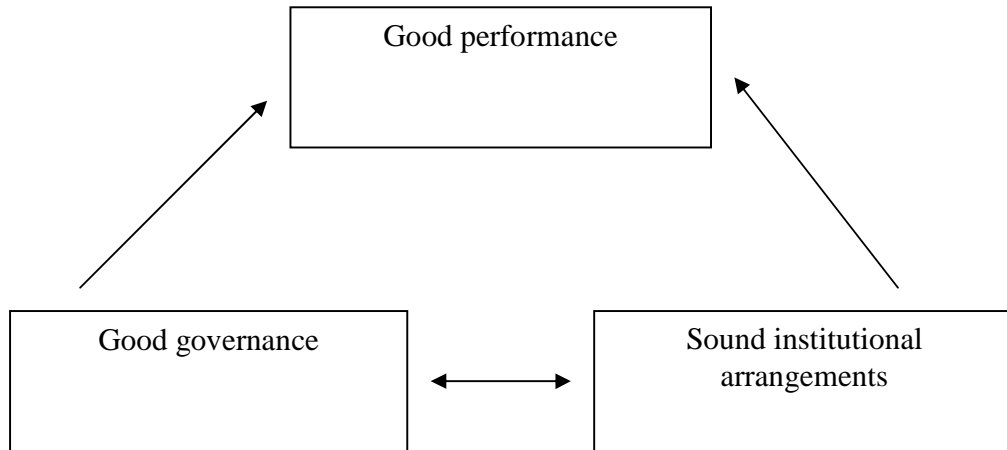 Good performance
Good governance
Sound institutional
arrangements